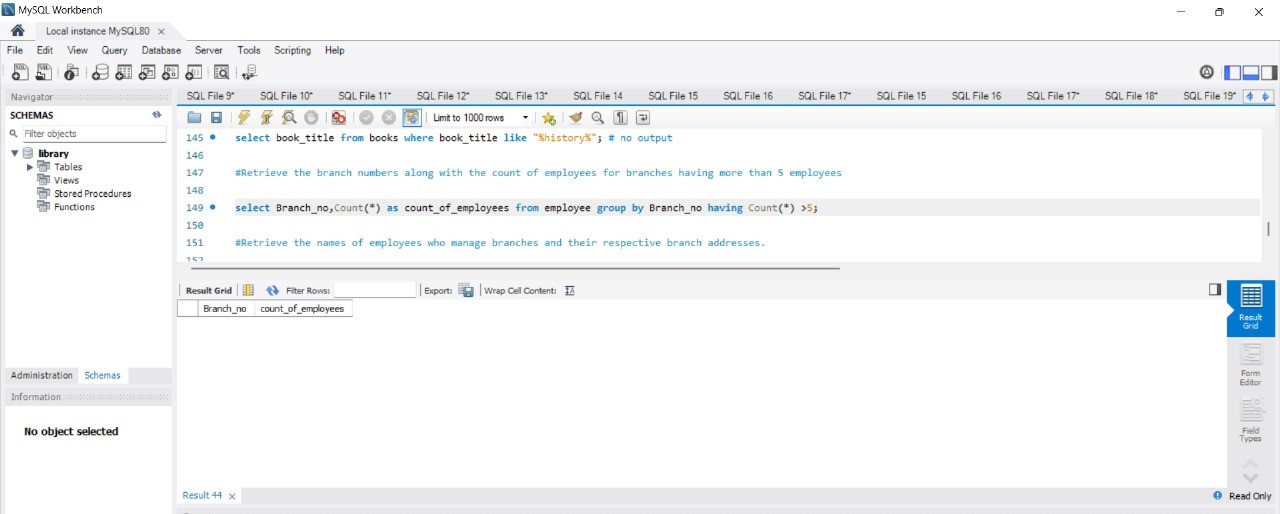 MySQL Workbench
Local instance MySQL80
File Edit View Query Database Server Tools Scripting Help
Navigator
SCHEMAS
Filter objects
library
Tables
Views
Stored Procedures
Functions
Administration Schemas
Information
No object selected
SQL File 9* SQL File 10* SQL File 11* SQL File 12* SQL File 13* SQL File 14 SQL File 15 SQL File 16 SQL File 17* SQL File 15 SQL File 16 SQL File 17* SQL File 18* SQL File 19*
Limit to 1000 rows
145 select book_title from books where book_title like "%history%"; # no output
146
147 #Retrieve the branch numbers along with the count of employees for branches having more than 5 employees
148
149 select Branch_no,Count(*) as count_of_employees from employee group by Branch_no having Count(*) >5;
150
151 #Retrieve the names of employees who manage branches and their respective branch addresses.
152
Result Grid Filter Rows: Export: Wrap Cell Content:
Branch_no count_of_employees
Result Grid
Form Editor
Field Types
Result 44
Read Only